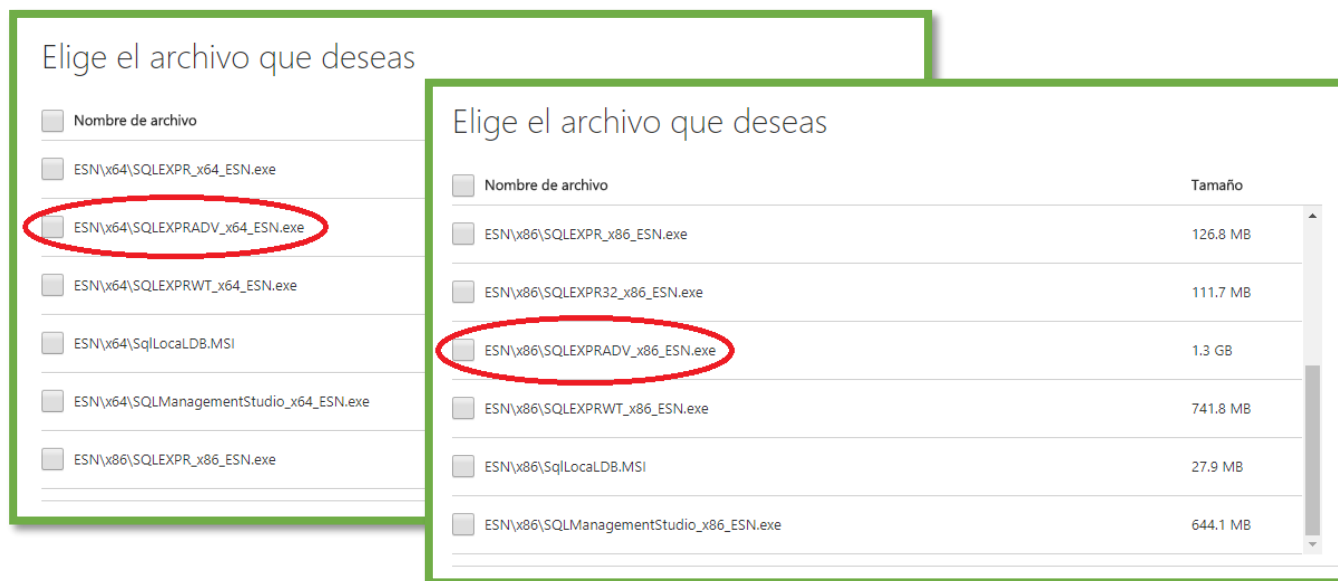 Elige el archivo que deseas
Nombre de archivo
ESN\x64\SQLEXPR_x64_ESN.exe
ESN\x64\SQLEXPRADV_x64_ESN.exe
ESN\x64\SQLEXPRWT_x64_ESN.exe
ESN\x64\SqlLocaLDB.MSI
ESN\x64\SQLManagementStudio_x64_ESN.exe
ESN\x86\SQLEXPR_x86_ESN.exe
Elige el archivo que deseas
Nombre de archivo Tamaño
ESN\x86\SQLEXPR_x86_ESN.exe 126.8 MB
ESN\x86\SQLEXPR32_x86_ESN.exe 111.7 MB
ESN\x86\SQLEXPRADV_x86_ESN.exe 1.3 GB
ESN\x86\SQLEXPRWT_x86_ESN.exe 741.8 MB
ESN\x86\SqlLocaLDB.MSI 27.9 MB
ESN\x86\SQLManagementStudio_x86_ESN.exe 644.1 MB